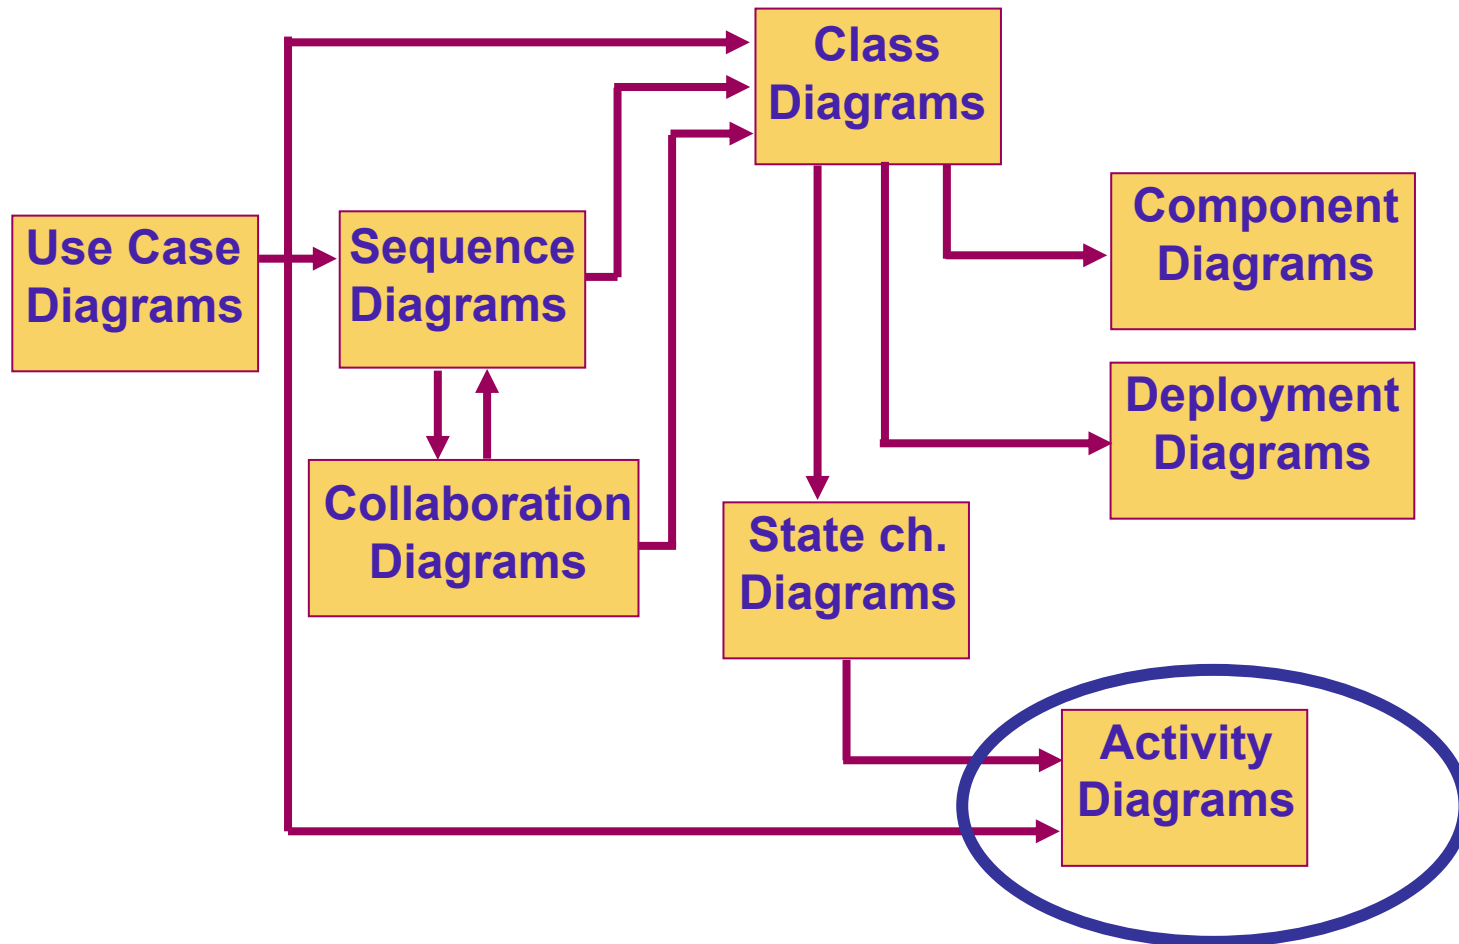 Class
Diagrams
Use Case
Diagrams
Sequence
Diagrams
Component
Diagrams
Deployment
Diagrams
Collaboration
Diagrams
State ch.
Diagrams
Activity
Diagrams